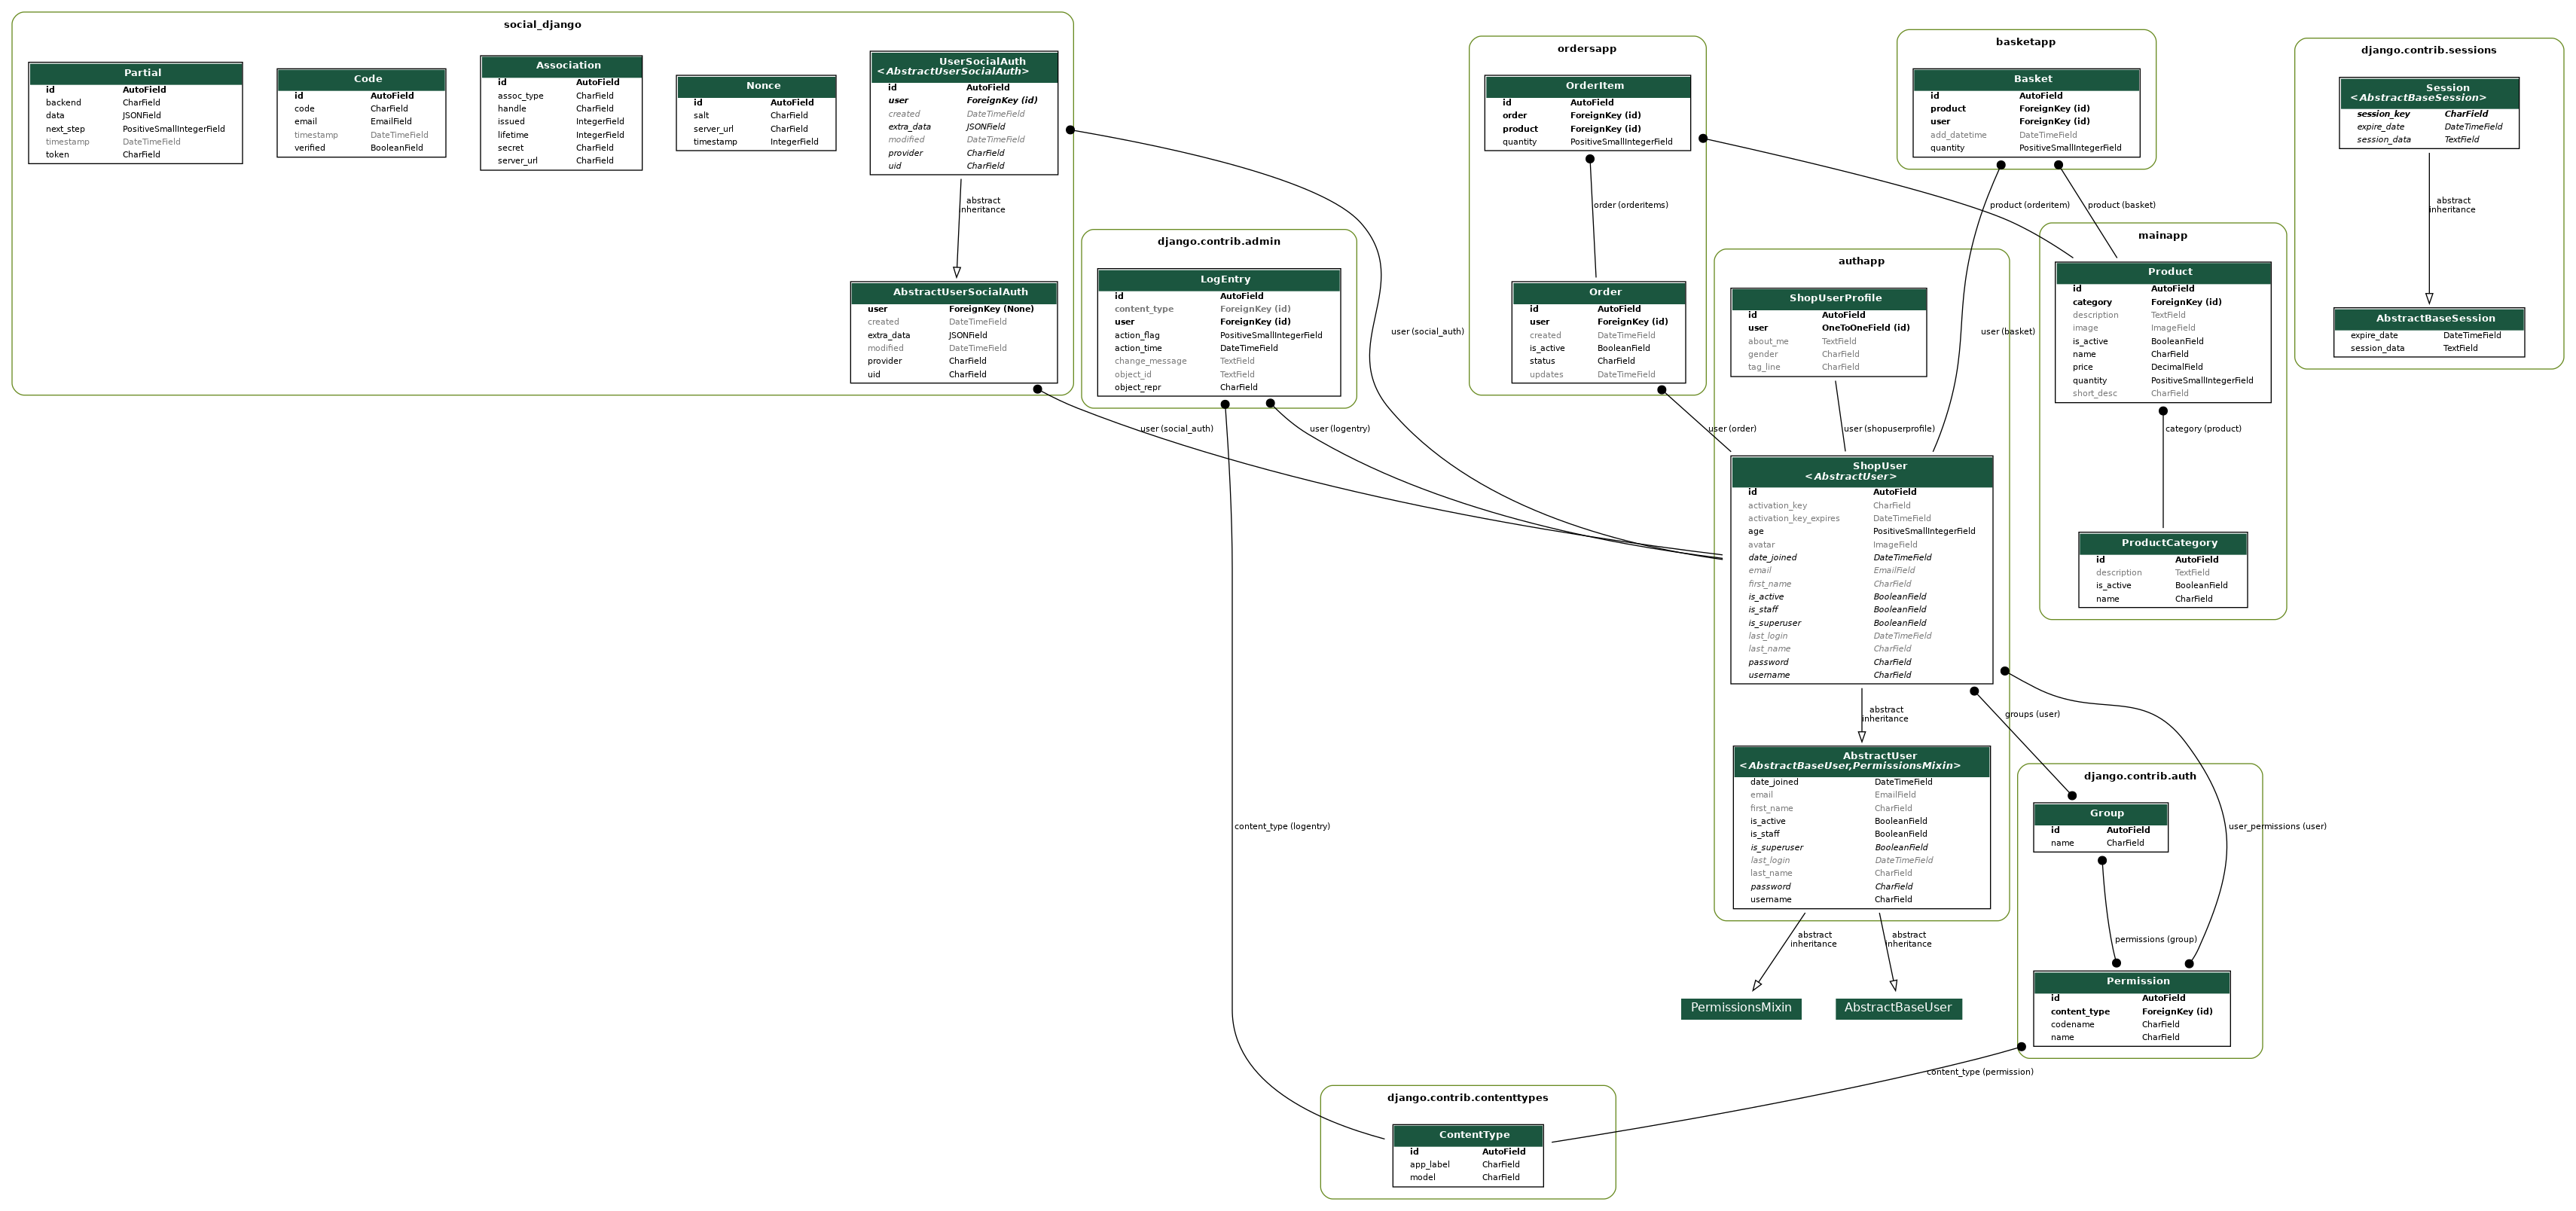 social_django
Partial
id AutoField
backend CharField
data JSONField
next_step PositiveSmallIntegerField
timestamp DateTimeField
token CharField
Code
id AutoField
code CharField
email EmailField
timestamp DateTimeField
verified BooleanField
Association
id AutoField
assoc_type CharField
handle CharField
issued IntegerField
lifetime IntegerField
secret CharField
server_url CharField
Nonce
id AutoField
salt CharField
server_url CharField
timestamp IntegerField
UserSocialAuth
<AbstractUserSocialAuth>
id AutoField
user ForeignKey (id)
created DateTimeField
extra_data JSONField
modified DateTimeField
provider CharField
uid CharField
abstract
inheritance
AbstractUserSocialAuth
user ForeignKey (None)
created DateTimeField
extra_data JSONField
modified DateTimeField
provider CharField
uid CharField
user (social_auth)
user (social_auth)
django.contrib.admin
LogEntry
id AutoField
content_type ForeignKey (id)
user ForeignKey (id)
action_flag PositiveSmallIntegerField
action_time DateTimeField
change_message TextField
object_id TextField
object_repr CharField
user (logentry)
content_type (logentry)
ordersapp
OrderItem
id AutoField
order ForeignKey (id)
product ForeignKey (id)
quantity PositiveSmallIntegerField
order (orderitems)
Order
id AutoField
user ForeignKey (id)
created DateTimeField
is_active BooleanField
status CharField
updates DateTimeField
user (order)
basketapp
Basket
id AutoField
product ForeignKey (id)
user ForeignKey (id)
add_datetime DateTimeField
quantity PositiveSmallIntegerField
product (orderitem)
product (basket)
user (basket)
authapp
ShopUserProfile
id AutoField
user OneToOneField (id)
about_me TextField
gender CharField
tag_line CharField
user (shopuserprofile)
ShopUser
<AbstractUser>
id AutoField
activation_key CharField
activation_key_expires DateTimeField
age PositiveSmallIntegerField
avatar ImageField
date_joined DateTimeField
email EmailField
first_name CharField
is_active BooleanField
is_staff BooleanField
is_superuser BooleanField
last_login DateTimeField
last_name CharField
password CharField
username CharField
abstract
inheritance
AbstractUser
<AbstractBaseUser,PermissionsMixin>
date_joined DateTimeField
email EmailField
first_name CharField
is_active BooleanField
is_staff BooleanField
is_superuser BooleanField
last_login DateTimeField
last_name CharField
password CharField
username CharField
abstract
inheritance
abstract
inheritance
PermissionsMixin
AbstractBaseUser
mainapp
Product
id AutoField
category ForeignKey (id)
description TextField
image ImageField
is_active BooleanField
name CharField
price DecimalField
quantity PositiveSmallIntegerField
short_desc CharField
category (product)
ProductCategory
id AutoField
description TextField
is_active BooleanField
name CharField
django.contrib.sessions
Session
<AbstractBaseSession>
session_key CharField
expire_date DateTimeField
session_data TextField
abstract
inheritance
AbstractBaseSession
expire_date DateTimeField
session_data TextField
groups (user)
user_permissions (user)
django.contrib.auth
Group
id AutoField
name CharField
permissions (group)
Permission
id AutoField
content_type ForeignKey (id)
codename CharField
name CharField
content_type (permission)
django.contrib.contenttypes
ContentType
id AutoField
app_label CharField
model CharField